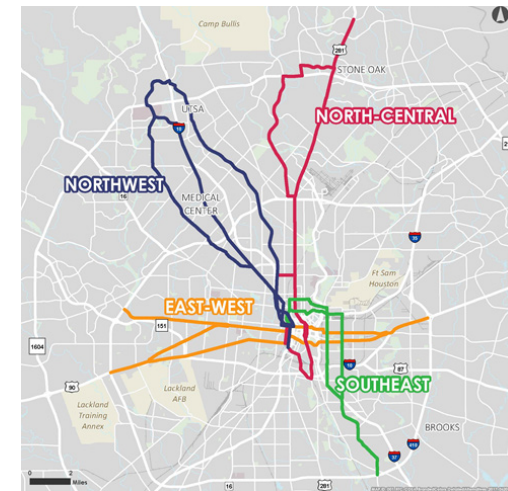 Camp Bullis
281
STONE OAK
NORTH-CENTRAL
UTSA
10
NORTHWEST
16
MEDICAL
CENTER
35
Ft Sam
Houston
EAST-WEST
151
1604
10
87
90
SOUTHEAST
Lackland
AFB
Lackland
Training
Annex
BROOKS
410
37
0 2
Miles
16
281